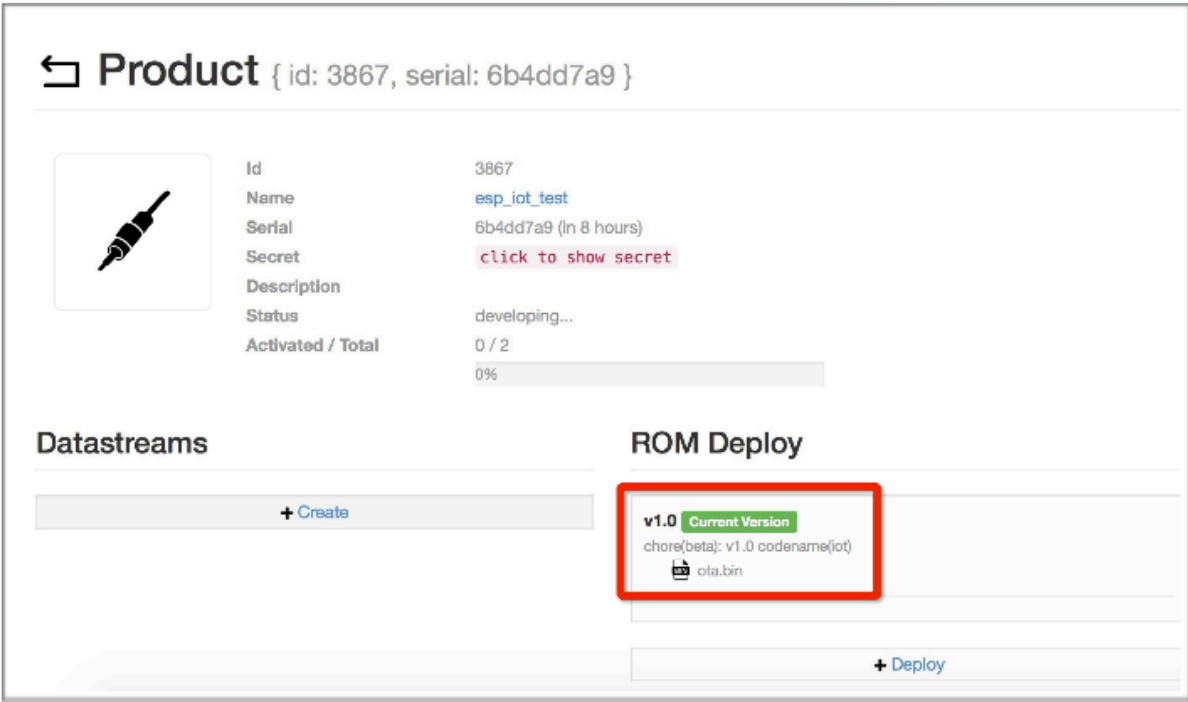 Product { id: 3867, serial: 6b4dd7a9 }
Id 3867
Name esp_iot_test
Serial 6b4dd7a9 (in 8 hours)
Secret click to show secret
Description
Status developing...
Activated / Total 0 / 2
0%
Datastreams
+ Create
ROM Deploy
v1.0 Current Version
chore(beta): v1.0 codename(iot)
ota.bin
+ Deploy